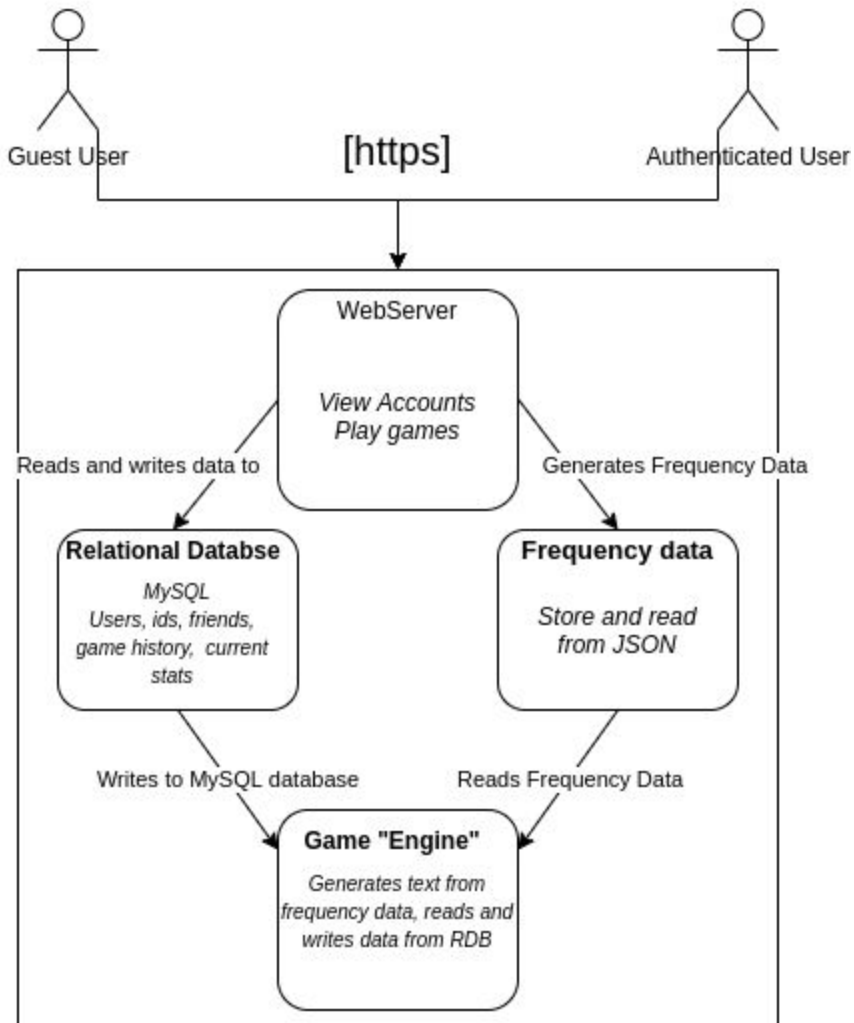 Guest User
[https]
Authenticated User
WebServer
View Accounts
Play games
Reads and writes data to
Generates Frequency Data
Relational Databse
MySQL
Users, ids, friends,
game history, current
stats
Frequency data
Store and read
from JSON
Writes to MySQL database
Reads Frequency Data
Game "Engine"
Generates text from
frequency data, reads and
writes data from RDB